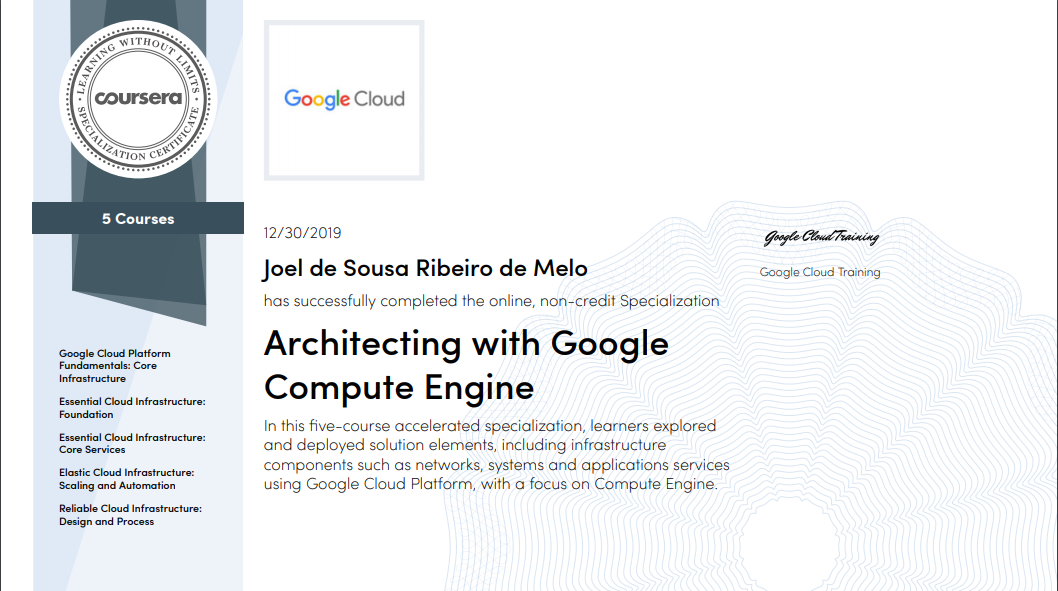 LEARNING WITHOUT LIMITS
coursera
SPECIALIZATION CERTIFICATE
5 Courses
Google Cloud Platform
Fundamentals: Core
Infrastructure
Essential Cloud Infrastructure:
Foundation
Essential Cloud Infrastructure:
Core Services
Elastic Cloud Infrastructure:
Scaling and Automation
Reliable Cloud Infrastructure:
Design and Process
Google Cloud
12/30/2019
Joel de Sousa Ribeiro de Melo
has successfully completed the online, non-credit Specialization
Architecting with Google
Compute Engine
In this five-course accelerated specialization, learners explored
and deployed solution elements, including infrastructure
components such as networks, systems and applications services
using Google Cloud Platform, with a focus on Compute Engine.
Google Cloud Training
Google Cloud Training